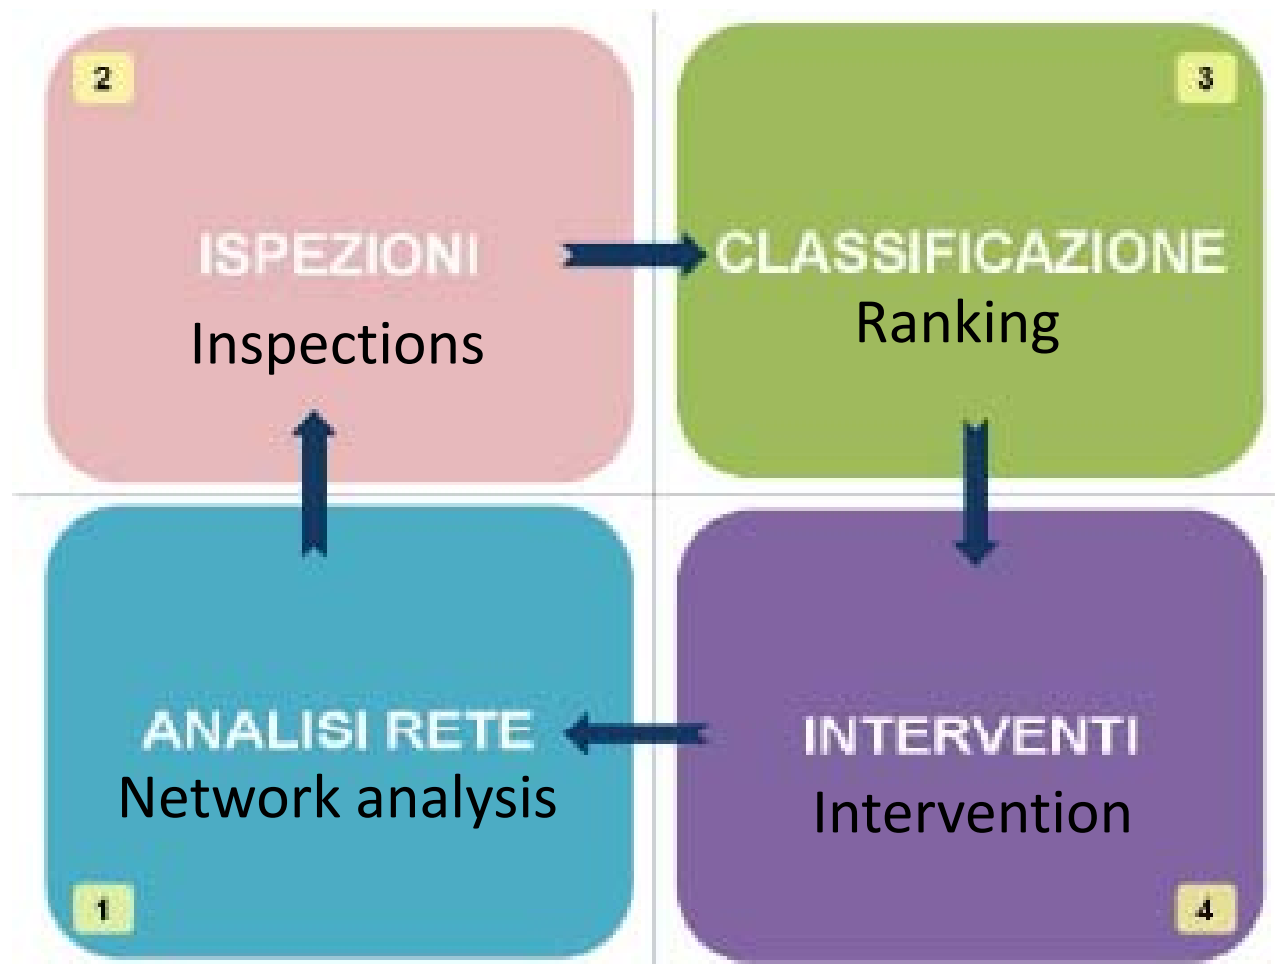 2
ISPEZIONI
Inspections
3
CLASSIFICAZIONE
Ranking
ANALISI RETE
Network analysis
1
INTERVENTI
Intervention
4